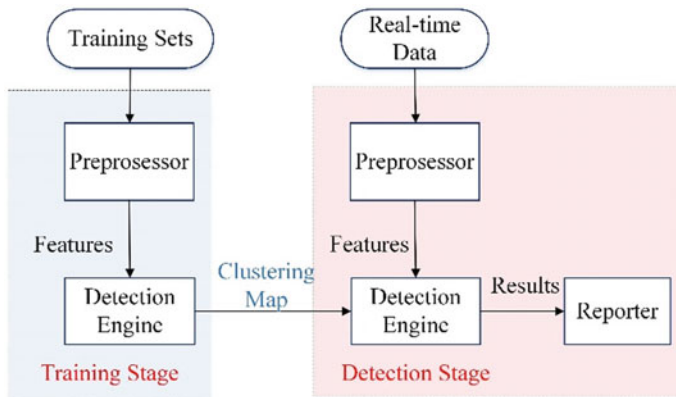 Training Sets
Real-time
Data
Preprosessor
Preprosessor
Features
Features
Clustering
Map
Detection
Engine
Detection
Engine
Results
Reporter
Training Stage
Detection Stage